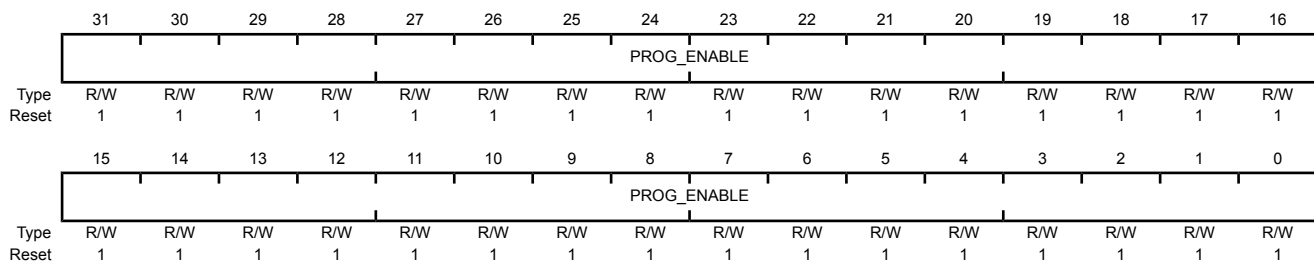 31 30 29 28 27 26 25 24 23 22 21 20 19 18 17 16
PROG_ENABLE
Type R/W R/W R/W R/W R/W R/W R/W R/W R/W R/W R/W R/W R/W R/W R/W R/W
Reset 1 1 1 1 1 1 1 1 1 1 1 1 1 1 1 1
15 14 13 12 11 10 9 8 7 6 5 4 3 2 1 0
PROG_ENABLE
Type R/W R/W R/W R/W R/W R/W R/W R/W R/W R/W R/W R/W R/W R/W R/W R/W
Reset 1 1 1 1 1 1 1 1 1 1 1 1 1 1 1 1